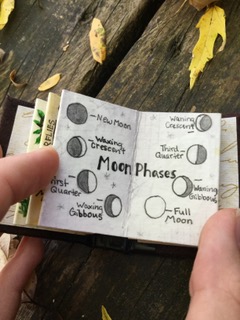 New Moon
Waxing
Crescent
Moon Phases
First
Quarter
Waxing
Gibbous
Waning
Crescent
Third
Quarter
Waning
Gibbous
Full
Moon